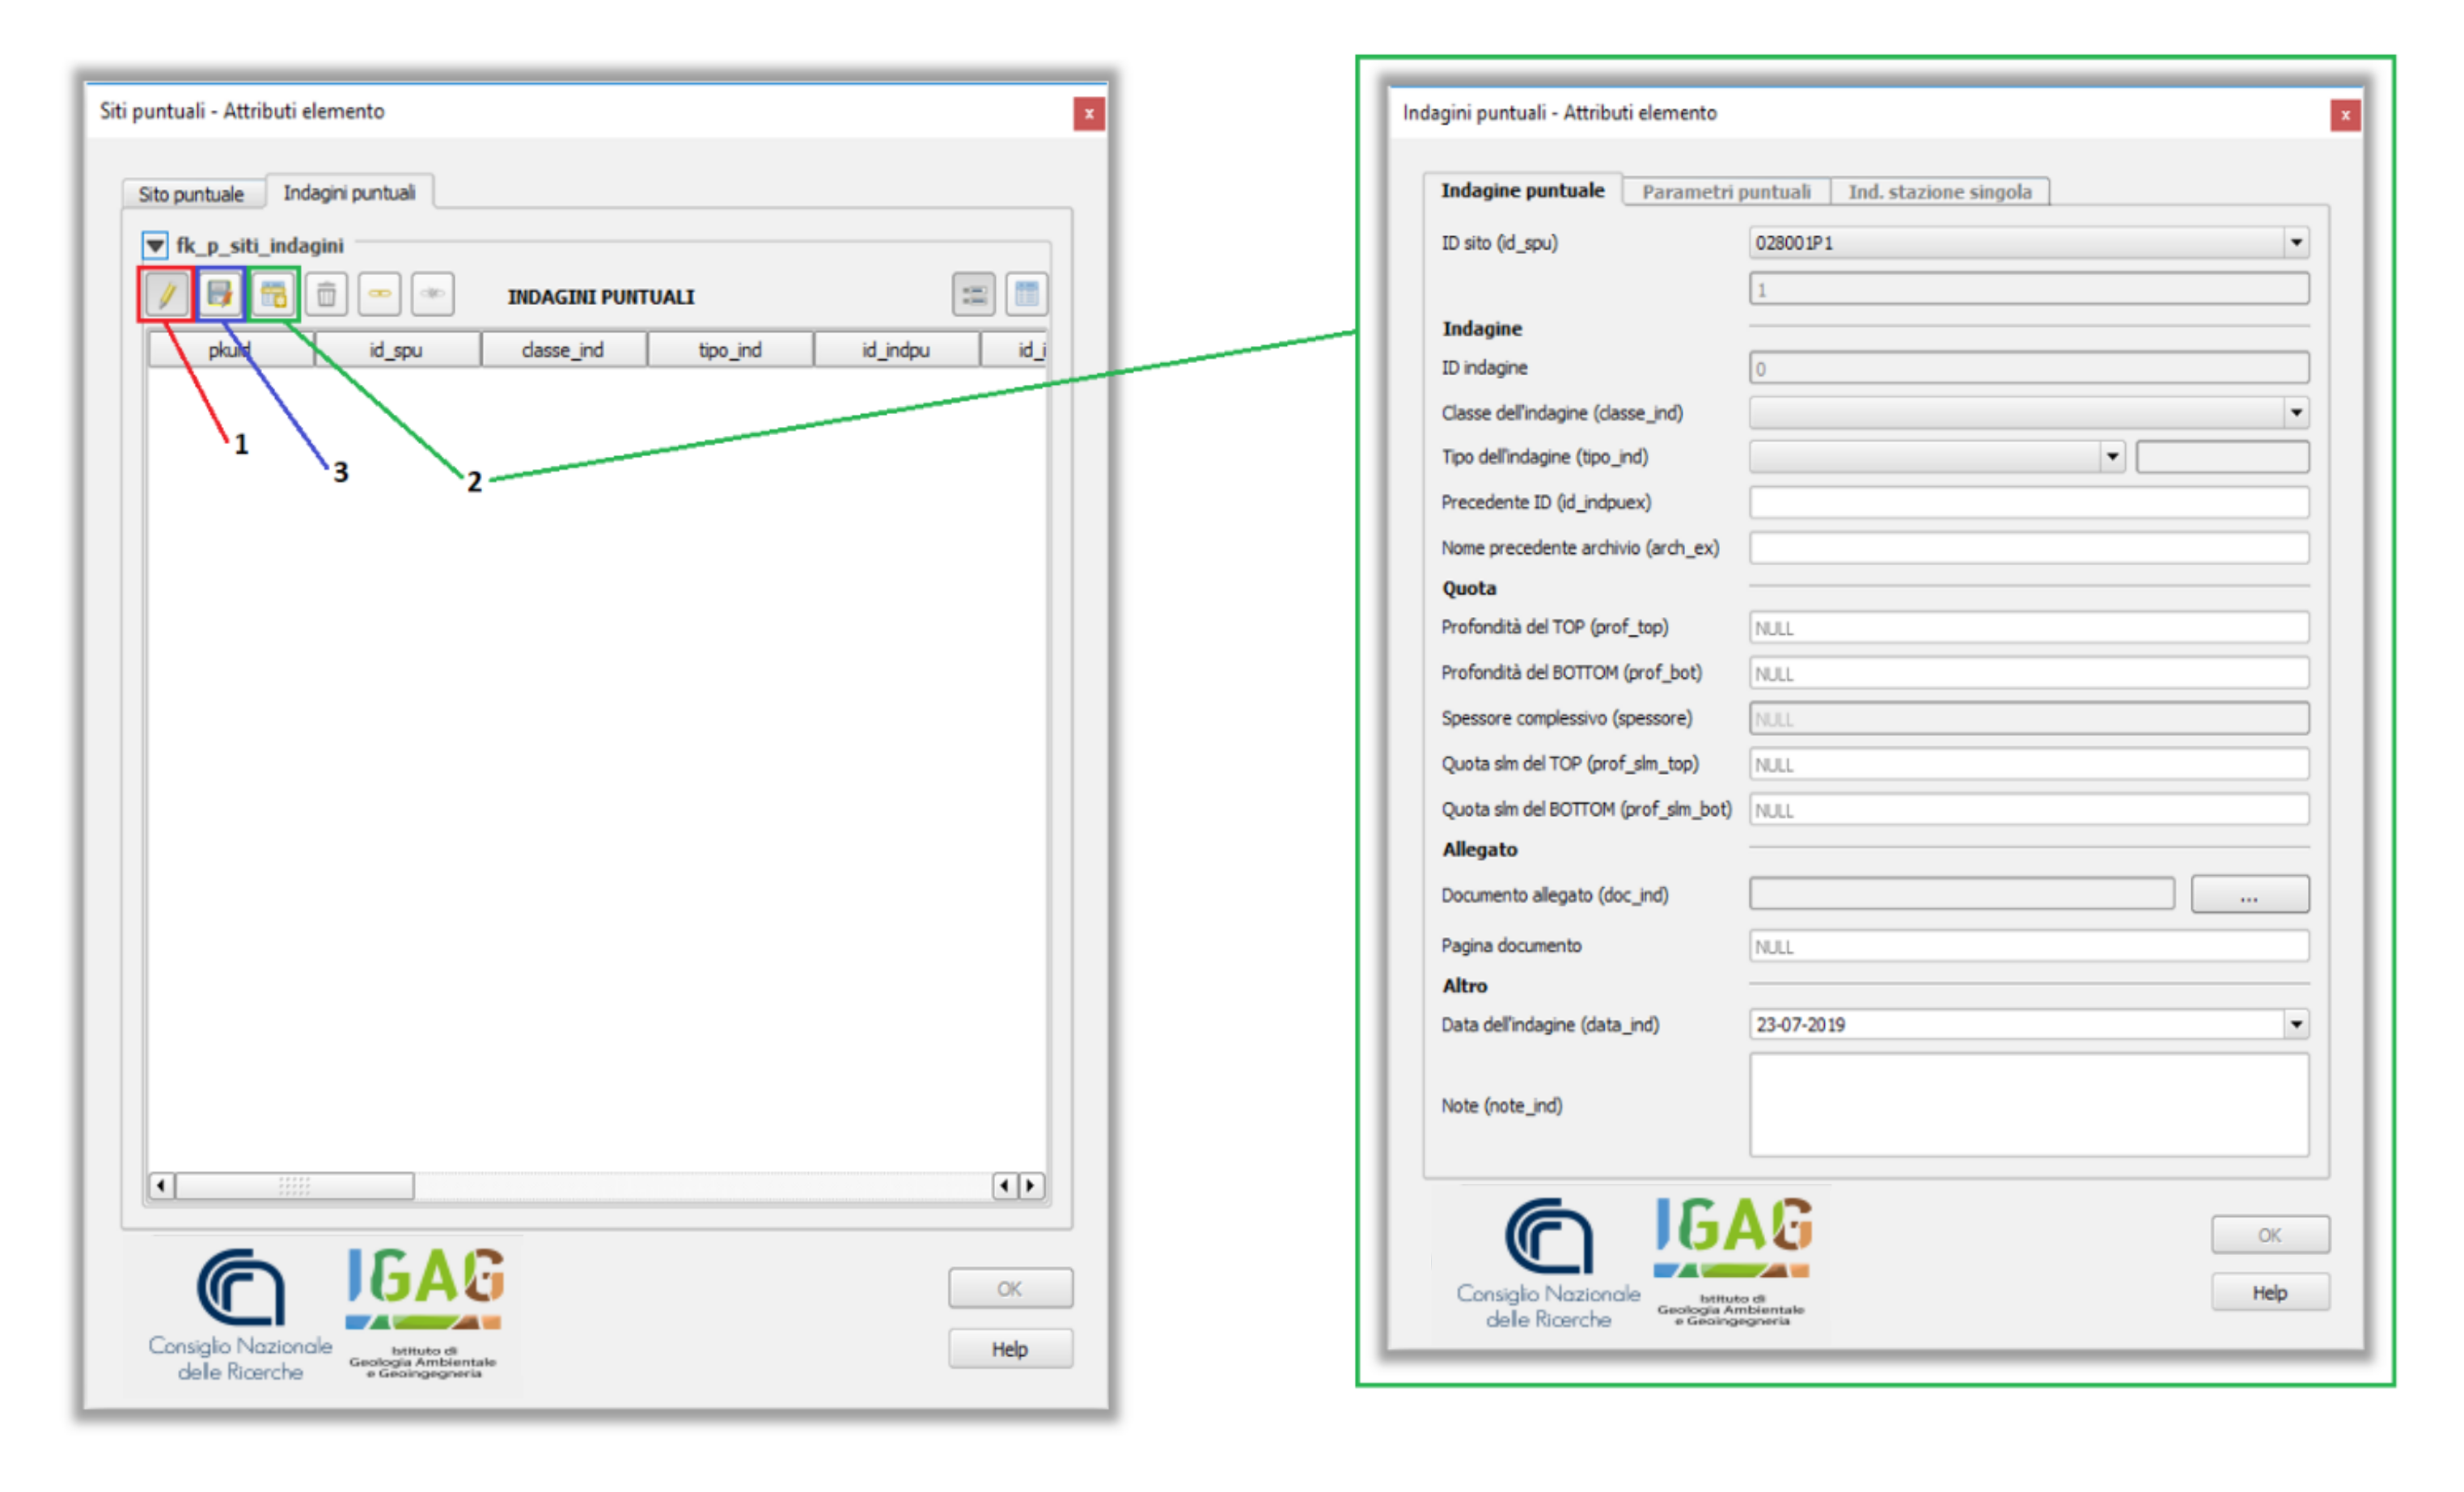 Siti puntuali - Attributi elemento
x
Sito puntuale
Indagini puntuali
fk_p_siti_indagini
INDAGINI PUNTUALI
pkuid
id_spu
classe_ind
tipo_ind
id_indpu
id_i
1
3
2
Consiglio Nazionale
delle Ricerche
IGAG
Istituto di
Geologia Ambientale
e Geoingegneria
OK
Help
Indagini puntuali - Attributi elemento
x
Indagine puntuale
Parametri puntuali
Ind. stazione singola
ID sito (id_spu)
028001P1
1
Indagine
ID indagine
0
Classe dell'indagine (classe_ind)
Tipo dell'indagine (tipo_ind)
Precedente ID (id_indpuex)
Nome precedente archivio (arch_ex)
Quota
Profondità del TOP (prof_top)
NULL
Profondità del BOTTOM (prof_bot)
NULL
Spessore complessivo (spessore)
NULL
Quota slm del TOP (prof_slm_top)
NULL
Quota slm del BOTTOM (prof_slm_bot)
NULL
Allegato
Documento allegato (doc_ind)
...
Pagina documento
NULL
Altro
Data dell'indagine (data_ind)
23-07-2019
Note (note_ind)
Consiglio Nazionale
delle Ricerche
IGAG
Istituto di
Geologia Ambientale
e Geoingegneria
OK
Help